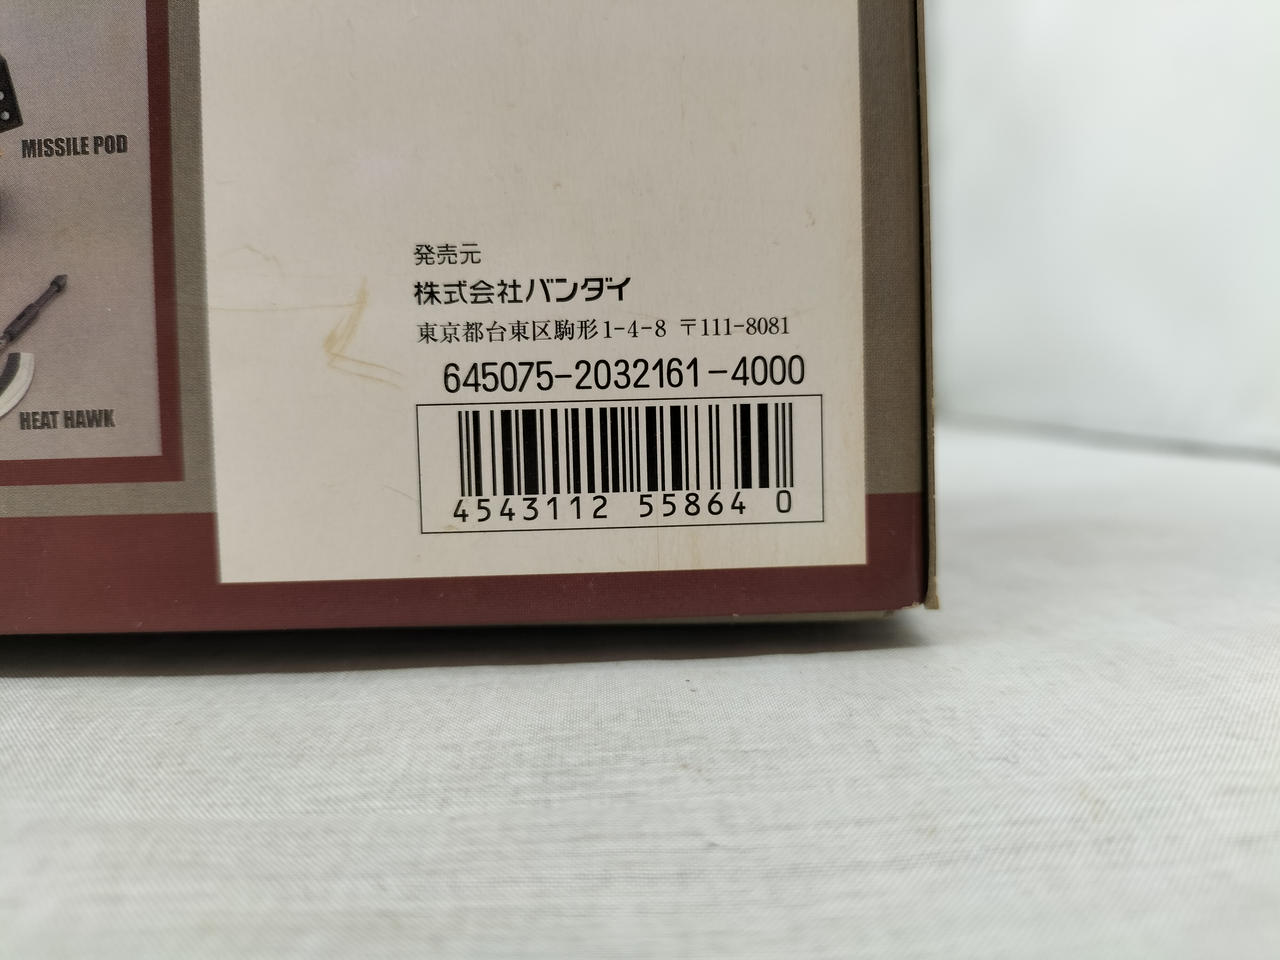 MISSILE POD
HEAT HAWK
発売元
株式会社バンダイ
東京都台東区駒形1-4-8 〒111-8081
645075-2032161-4000
4543112 55864 0